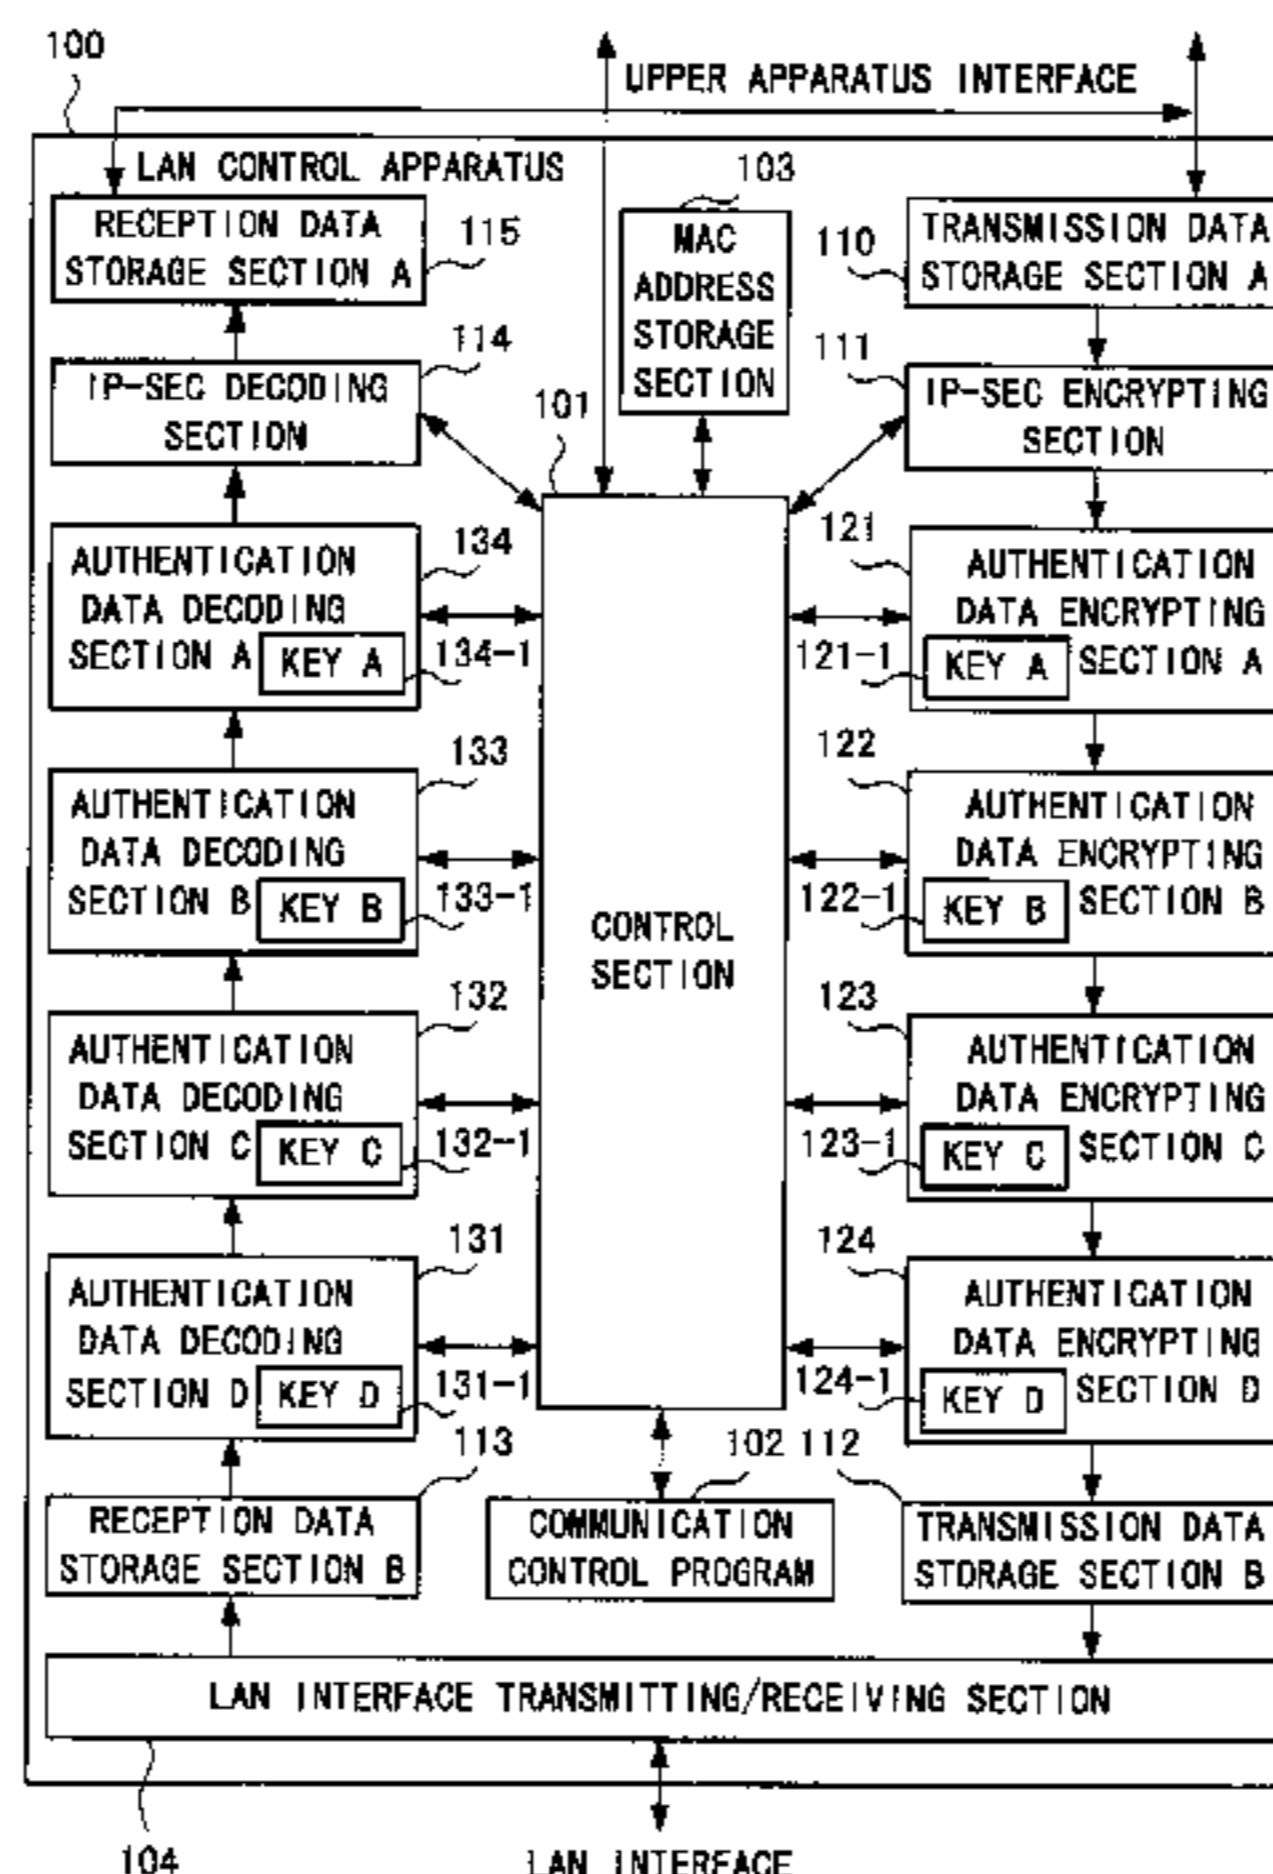 100
UPPER APPARATUS INTERFACE
LAN CONTROL APPARATUS
RECEPTION DATA
STORAGE SECTION A
115
103
MAC
ADDRESS
STORAGE
SECTION
110
TRANSMISSION DATA
STORAGE SECTION A
IP-SEC DECODING
SECTION
114
101
111
IP-SEC ENCRYPTING
SECTION
AUTHENTICATION
DATA DECODING
SECTION A
KEY A
134
134-1
121
121-1
AUTHENTICATION
DATA ENCRYPTING
SECTION A
KEY A
AUTHENTICATION
DATA DECODING
SECTION B
KEY B
133
133-1
CONTROL
SECTION
122
122-1
AUTHENTICATION
DATA ENCRYPTING
SECTION B
KEY B
AUTHENTICATION
DATA DECODING
SECTION C
KEY C
132
132-1
123
123-1
AUTHENTICATION
DATA ENCRYPTING
SECTION C
KEY C
AUTHENTICATION
DATA DECODING
SECTION D
KEY D
131
131-1
124
124-1
AUTHENTICATION
DATA ENCRYPTING
SECTION D
KEY D
113
RECEPTION DATA
STORAGE SECTION B
102
COMMUNICATION
CONTROL PROGRAM
112
TRANSMISSION DATA
STORAGE SECTION B
LAN INTERFACE TRANSMITTING/RECEIVING SECTION
104
LAN INTERFACE